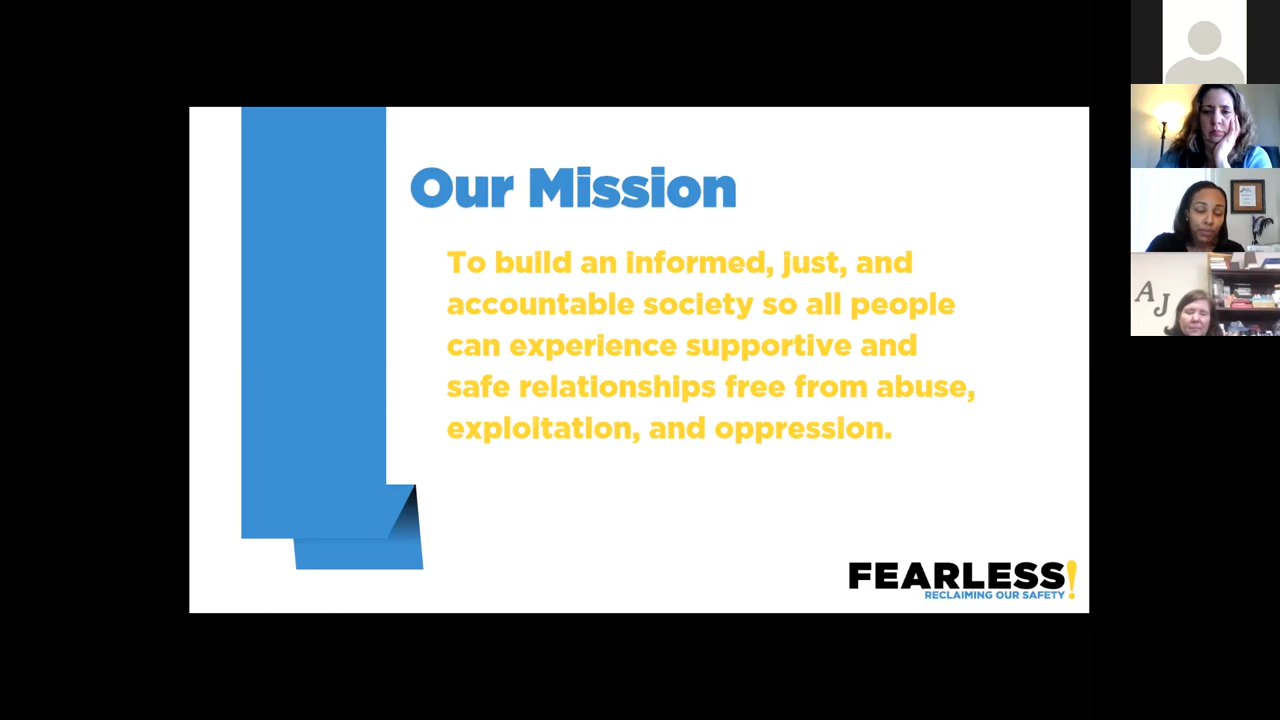 Our Mission
To build an informed, just, and
accountable society so all people
can experience supportive and
safe relationships free from abuse,
exploitation, and oppression.
FEARLESS!
RECLAIMING OUR SAFETY
AJ